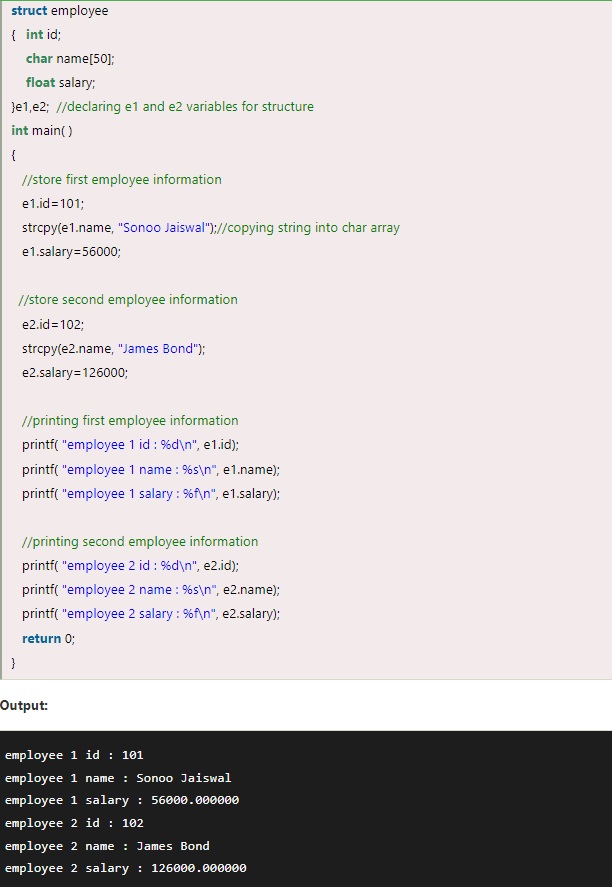 struct employee
{   int id;
char name[50];
float salary;
}e1,e2;  //declaring e1 and e2 variables for structure
int main( )
{
//store first employee information
e1.id=101;
strcpy(e1.name, "Sonoo Jaiswal");//copying string into char array
e1.salary=56000;
//store second employee information
e2.id=102;
strcpy(e2.name, "James Bond");
e2.salary=126000;
//printing first employee information
printf( "employee 1 id : %d\n", e1.id);
printf( "employee 1 name : %s\n", e1.name);
printf( "employee 1 salary : %f\n", e1.salary);
//printing second employee information
printf( "employee 2 id : %d\n", e2.id);
printf( "employee 2 name : %s\n", e2.name);
printf( "employee 2 salary : %f\n", e2.salary);
return 0;
}
Output:
employee 1 id : 101
employee 1 name : Sonoo Jaiswal
employee 1 salary : 56000.000000
employee 2 id : 102
employee 2 name : James Bond
employee 2 salary : 126000.000000